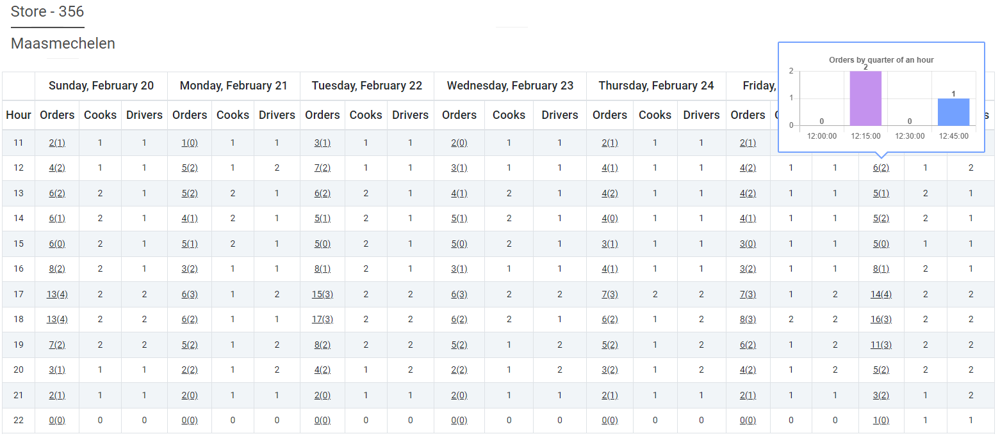 Store - 356
Maasmechelen
Orders by quarter of an hour
2
2
1
1
0
0
0
12:00:00 12:15:00 12:30:00 12:45:00
Sunday, February 20 Monday, February 21 Tuesday, February 22 Wednesday, February 23 Thursday, February 24 Friday,
Hour Orders Cooks Drivers Orders Cooks Drivers Orders Cooks Drivers Orders Cooks Drivers Orders Cooks Drivers Orders
11 2(1) 1 1 1(0) 1 1 3(1) 1 1 2(0) 1 1 2(1) 1 1 2(1)
12 4(2) 1 1 5(2) 1 2 7(2) 1 1 3(1) 1 1 4(1) 1 1 4(2) 1 1 6(2) 1 2
13 6(2) 2 1 5(2) 2 1 6(2) 2 1 4(1) 2 1 4(2) 1 1 4(2) 1 1 5(1) 2 1
14 6(1) 2 1 4(1) 2 1 5(1) 2 1 5(1) 2 1 4(0) 1 1 4(1) 1 1 5(2) 2 1
15 6(0) 2 1 5(1) 2 1 5(0) 2 1 5(0) 2 1 3(1) 1 1 3(0) 1 1 5(0) 1 1
16 8(2) 2 1 3(2) 1 1 8(1) 2 1 3(1) 1 1 4(1) 1 1 3(2) 1 1 8(1) 2 1
17 13(4) 2 2 6(3) 1 2 15(3) 2 2 6(3) 2 2 7(3) 2 2 7(3) 1 2 14(4) 2 2
18 13(4) 2 2 6(2) 1 1 17(3) 2 2 6(2) 2 1 6(2) 1 2 8(3) 2 2 16(3) 2 2
19 7(2) 2 2 5(2) 1 2 8(2) 2 2 5(2) 1 2 5(2) 1 2 6(2) 1 2 11(3) 2 2
20 3(1) 1 1 2(2) 1 2 4(2) 1 2 2(2) 1 2 3(2) 1 2 4(2) 1 2 5(2) 2 2
21 2(1) 1 1 2(0) 1 1 2(0) 1 1 2(0) 1 1 2(1) 1 1 2(1) 1 1 3(2) 1 2
22 0(0) 0 0 0(0) 0 0 0(0) 0 0 0(0) 0 0 0(0) 0 0 0(0) 0 0 1(0) 1 1